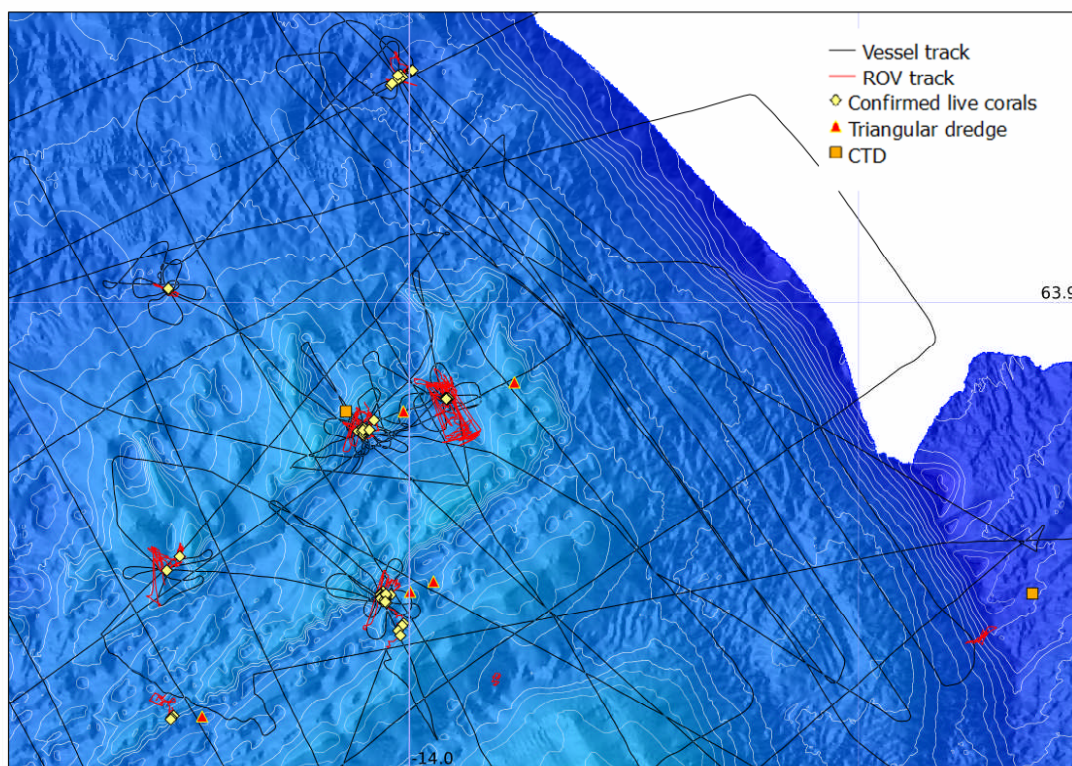 Vessel track
ROV track
Confirmed live corals
Triangular dredge
CTD
63.9
-14.0